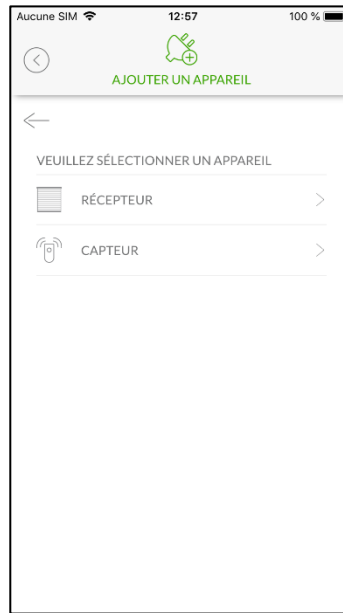 Aucune SIM 12:57 100 %
AJOUTER UN APPAREIL
VEUILLEZ SÉLECTIONNER UN APPAREIL
RÉCEPTEUR
CAPTEUR